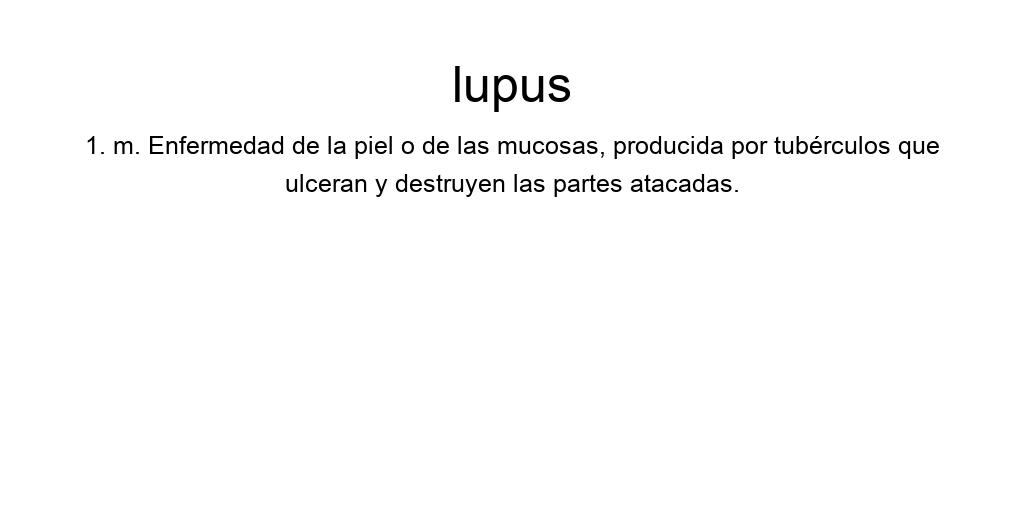 lupus
1. m. Enfermedad de la piel o de las mucosas, producida por tubérculos que
ulceran y destruyen las partes atacadas.